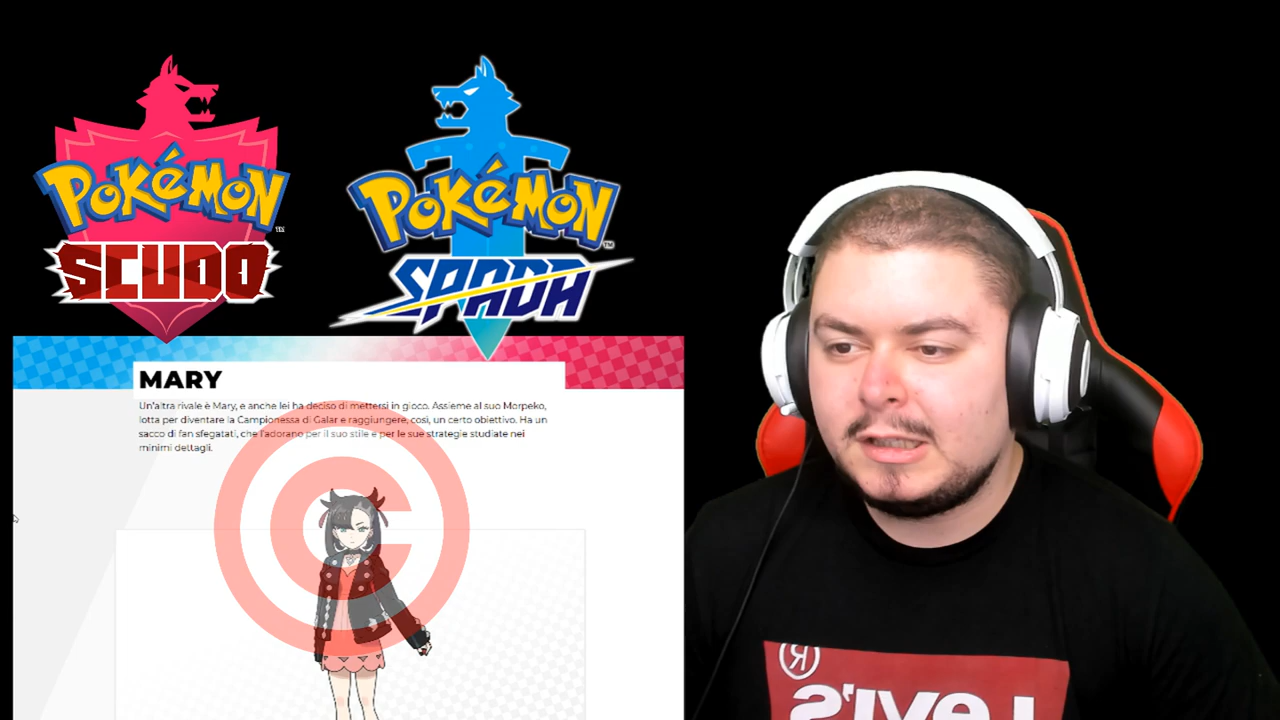 POKéMON
TM
SCUDO
POKéMON
TM
SPADA
MARY
Un'altra rivale è Mary, e anche lei ha deciso di mettersi in gioco. Assieme al suo Morpeko,
lotta per diventare la Campionessa di Galar e raggiungere, così, un certo obiettivo. Ha un
sacco di fan sfegatati, che l'adorano per il suo stile e per le sue strategie studiate nei
minimi dettagli.
C
®
Levi's